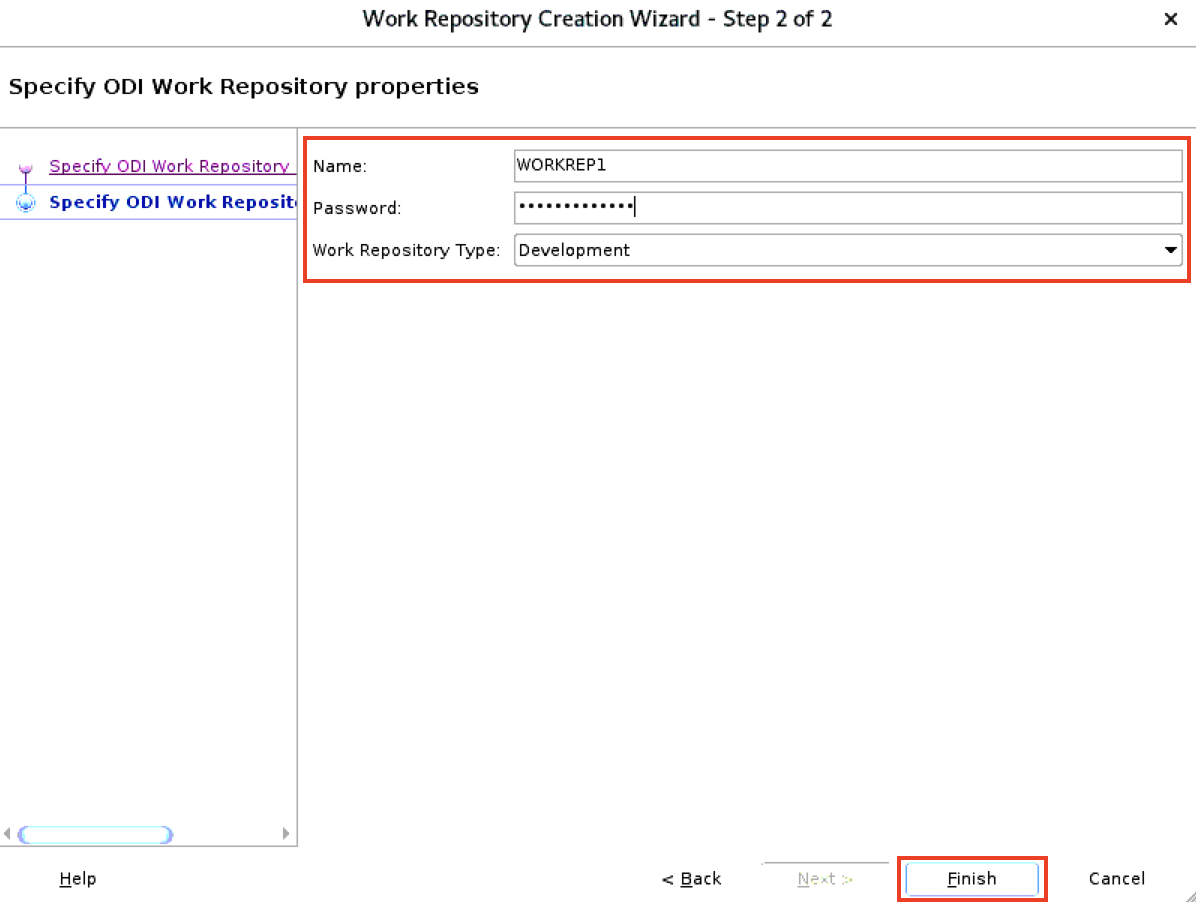 Work Repository Creation Wizard - Step 2 of 2
Specify ODI Work Repository properties
Specify ODI Work Repository
Specify ODI Work Reposit
Name: WORKREP1
Password: •••••••••••••
Work Repository Type: Development
Help < Back Next > Finish Cancel